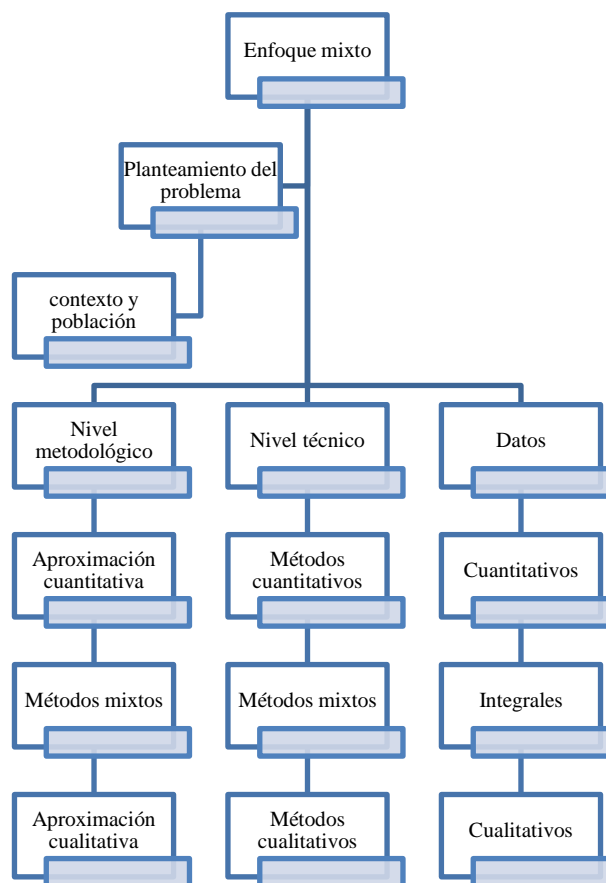 Enfoque mixto
Planteamiento del
problema
contexto y
población
Nivel
metodológico
Nivel técnico
Datos
Aproximación
cuantitativa
Métodos
cuantitativos
Cuantitativos
Métodos mixtos
Métodos mixtos
Integrales
Aproximación
cualitativa
Métodos
cualitativos
Cualitativos